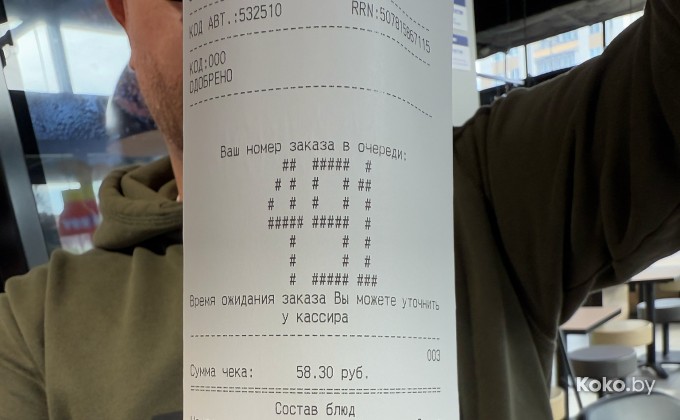 КОД АВТ.:532510 RRN:507815867115
КОД:000
ОДОБРЕНО
Ваш номер заказа в очереди:
491
Время ожидания заказа Вы можете уточнить
у кассира
003
Сумма чека: 58.30 руб.
Состав блюд
Koko.by